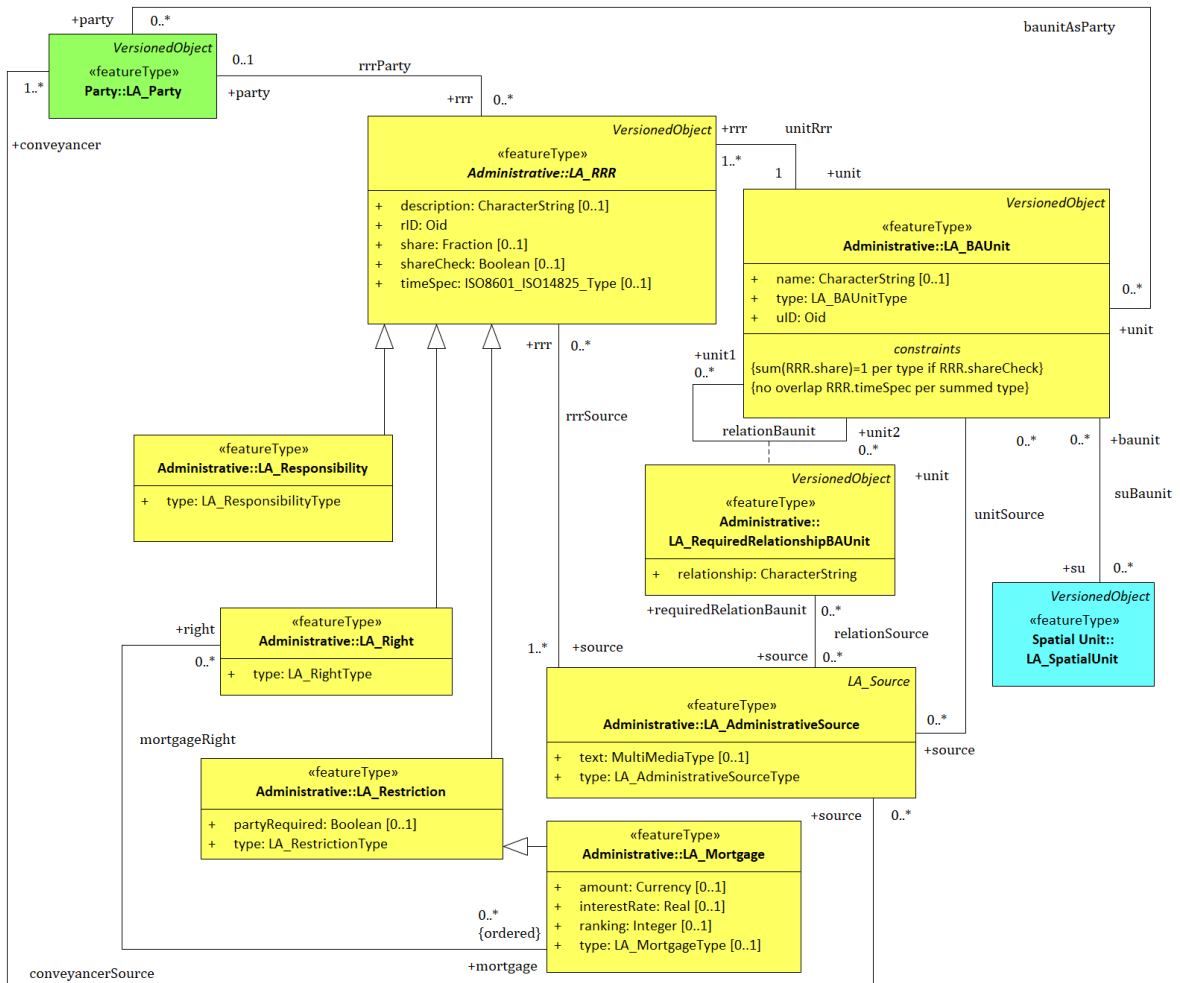 +party
0..*
baunitAsParty
VersionedObject
«featureType»
Party::LA_Party
0..1
rrrParty
+party
1..*
+rrr
0..*
+conveyancer
VersionedObject
«featureType»
Administrative::LA_RRR
+ description: CharacterString [0..1]
+ rID: Oid
+ share: Fraction [0..1]
+ shareCheck: Boolean [0..1]
+ timeSpec: ISO8601_ISO14825_Type [0..1]
+rrr
unitRrr
1..*
1
+unit
VersionedObject
«featureType»
Administrative::LA_BAUnit
+ name: CharacterString [0..1]
+ type: LA_BAUnitType
+ uID: Oid
constraints
{sum(RRR.share)=1 per type if RRR.shareCheck}
{no overlap RRR.timeSpec per summed type}
0..*
+unit
+rrr
0..*
+unit1
0..*
rrrSource
relationBaunit
+unit2
0..*
0..*
0..*
+baunit
«featureType»
Administrative::LA_Responsibility
+ type: LA_ResponsibilityType
VersionedObject
«featureType»
Administrative::
LA_RequiredRelationshipBAUnit
+ relationship: CharacterString
+unit
suBaunit
unitSource
+su
0..*
VersionedObject
«featureType»
Spatial Unit::
LA_SpatialUnit
+requiredRelationBaunit
0..*
relationSource
+source
0..*
1..*
+source
+right
0..*
«featureType»
Administrative::LA_Right
+ type: LA_RightType
LA_Source
«featureType»
Administrative::LA_AdministrativeSource
+ text: MultiMediaType [0..1]
+ type: LA_AdministrativeSourceType
0..*
+source
mortgageRight
«featureType»
Administrative::LA_Restriction
+ partyRequired: Boolean [0..1]
+ type: LA_RestrictionType
+source
0..*
«featureType»
Administrative::LA_Mortgage
+ amount: Currency [0..1]
+ interestRate: Real [0..1]
+ ranking: Integer [0..1]
+ type: LA_MortgageType [0..1]
0..*
{ordered}
+mortgage
conveyancerSource